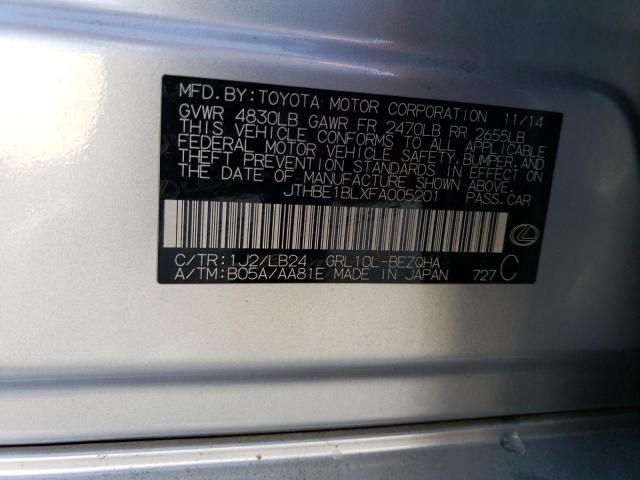 MFD. BY: TOYOTA MOTOR CORPORATION 11/14
GVWR 4830LB GAWR FR 2470LB RR 2655LB
THIS VEHICLE CONFORMS TO ALL APPLICABLE
FEDERAL MOTOR VEHICLE SAFETY, BUMPER, AND
THEFT PREVENTION STANDARDS IN EFFECT ON
THE DATE OF MANUFACTURE SHOWN ABOVE.
JTHBE1BLXFA005201 PASS. CAR
C/TR: 1J2/LB24 GRL10L-BEZQHA
A/TM: B05A/AA81E MADE IN JAPAN 727 C